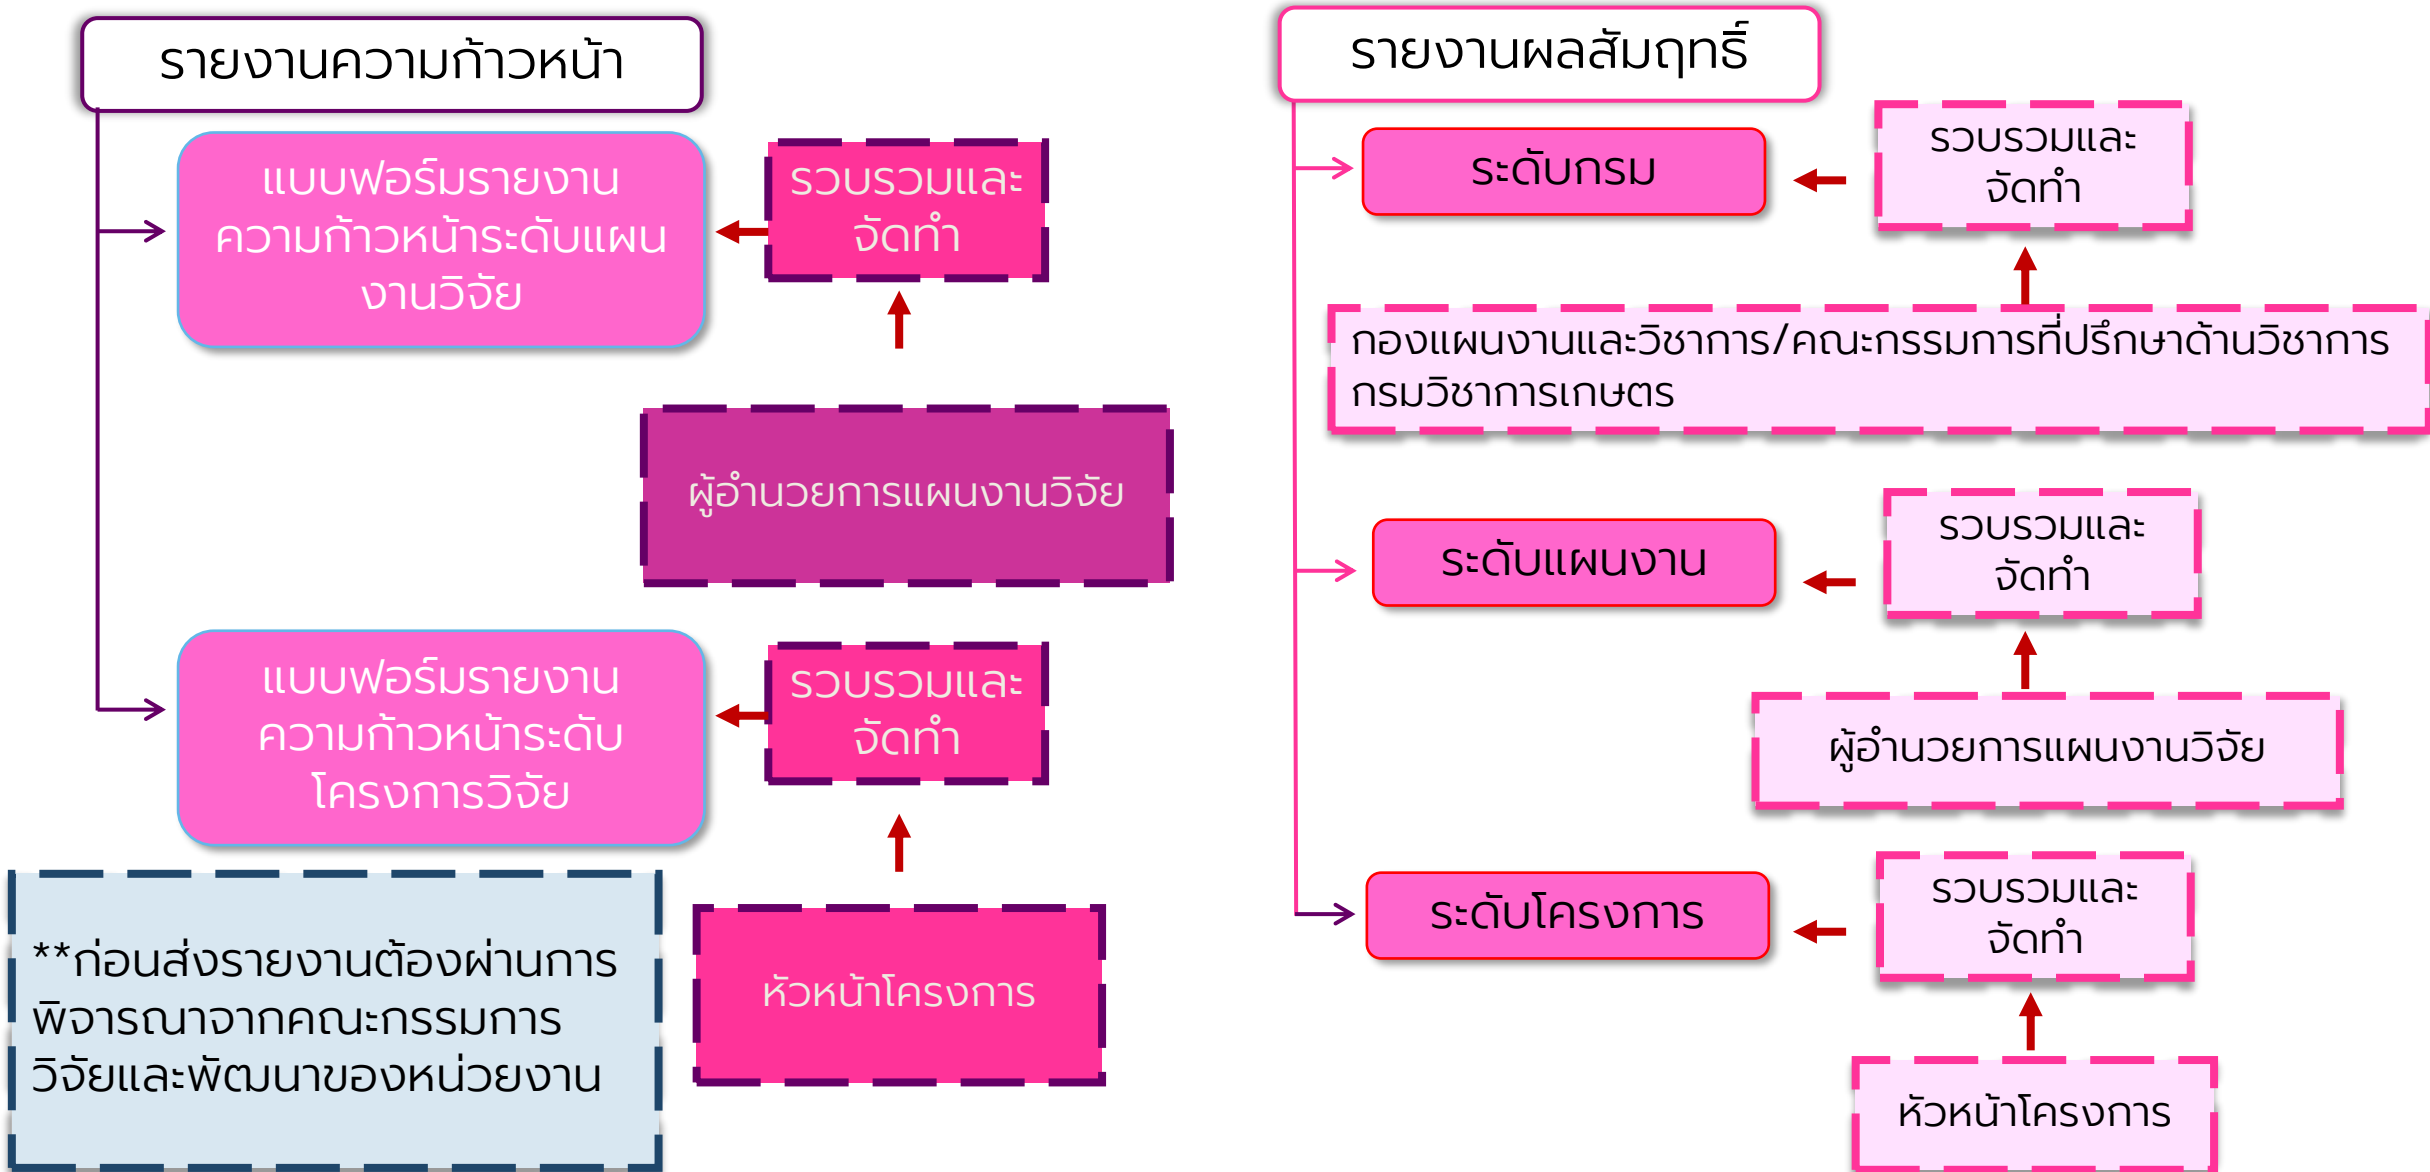 รายงานความก้าวหน้า
แบบฟอร์มรายงาน
ความก้าวหน้าระดับแผน
งานวิจัย
รวบรวมและ
จัดทำ
ผู้อำนวยการแผนงานวิจัย
แบบฟอร์มรายงาน
ความก้าวหน้าระดับ
โครงการวิจัย
รวบรวมและ
จัดทำ
หัวหน้าโครงการ
**ก่อนส่งรายงานต้องผ่านการ
พิจารณาจากคณะกรรมการ
วิจัยและพัฒนาของหน่วยงาน
รายงานผลสัมฤทธิ์
ระดับกรม
รวบรวมและ
จัดทำ
กองแผนงานและวิชาการ/คณะกรรมการที่ปรึกษาด้านวิชาการ
กรมวิชาการเกษตร
ระดับแผนงาน
รวบรวมและ
จัดทำ
ผู้อำนวยการแผนงานวิจัย
ระดับโครงการ
รวบรวมและ
จัดทำ
หัวหน้าโครงการ